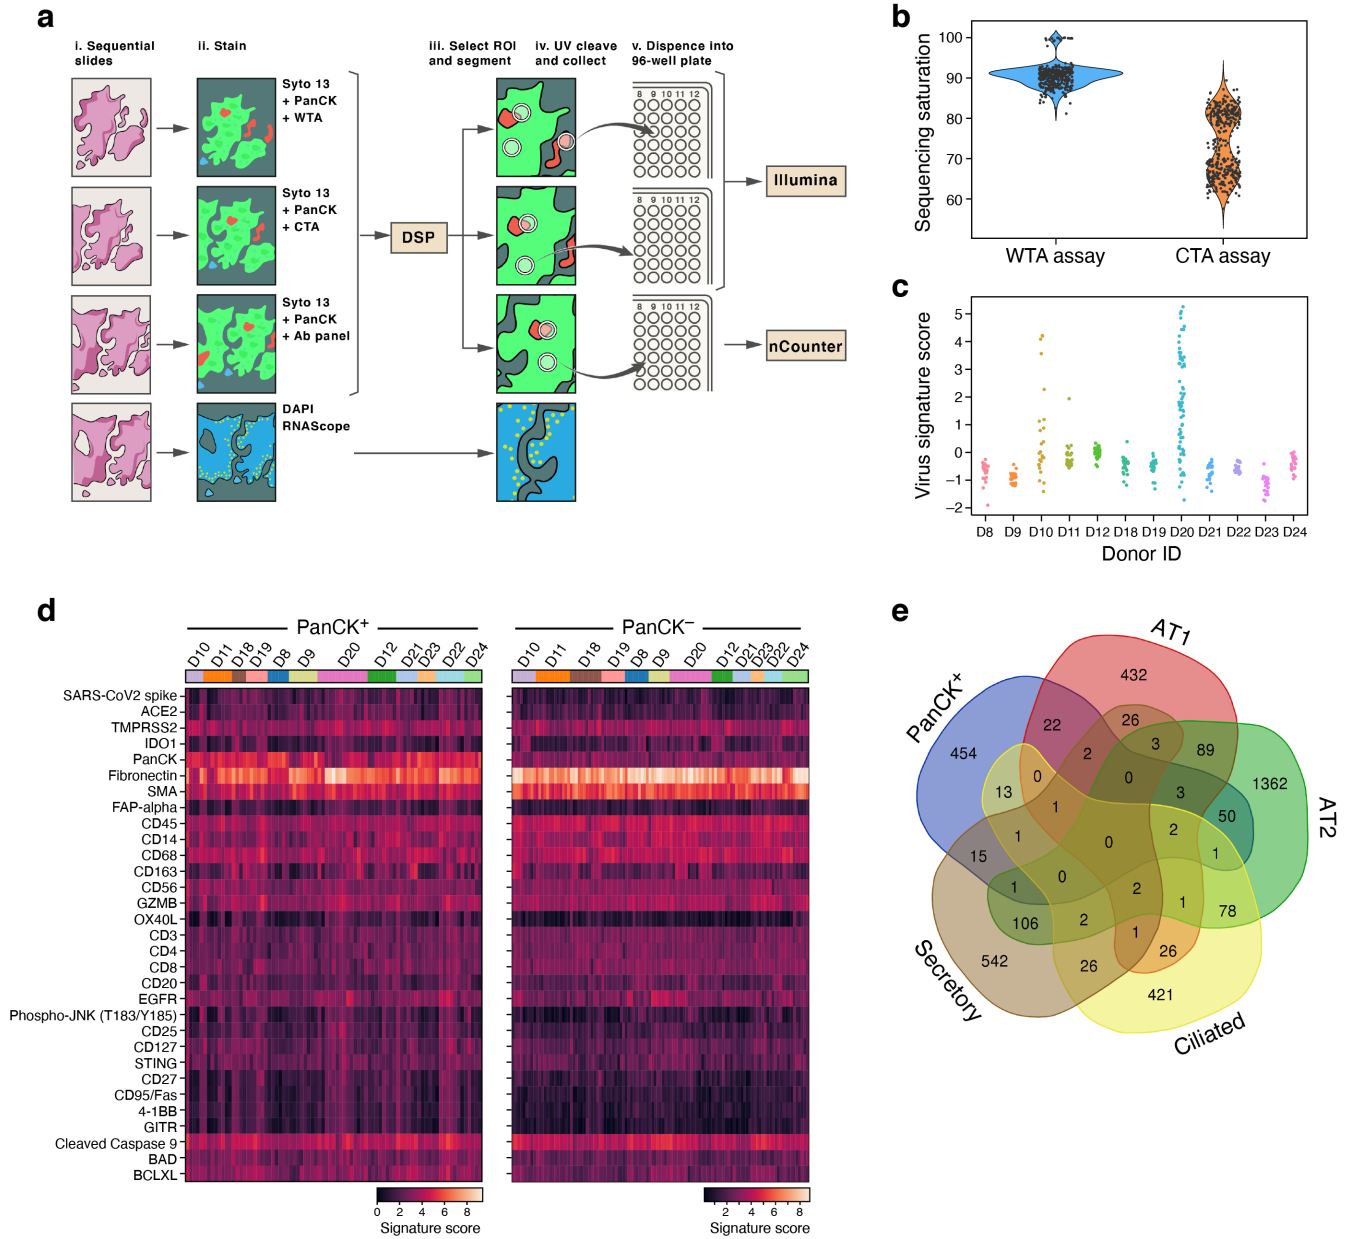 a
i. Sequential
slides
ii. Stain
iii. Select ROI
and segment
iv. UV cleave
and collect
v. Dispence into
96-well plate
Syto 13
+ PanCK
+ WTA
Syto 13
+ PanCK
+ CTA
Syto 13
+ PanCK
+ Ab panel
DAPI
RNAScope
DSP
8 9 10 11 12
8 9 10 11 12
8 9 10 11 12
Illumina
nCounter
b
Sequencing saturation
100
90
80
70
60
WTA assay
CTA assay
c
Virus signature score
5
4
3
2
1
0
−1
−2
D8 D9 D10 D11 D12 D18 D19 D20 D21 D22 D23 D24
Donor ID
d
PanCK+
PanCK−
D10 D11 D18 D19 D8 D9 D20 D12 D21 D23 D22 D24
D10 D11 D18 D19 D8 D9 D20 D12 D21 D23 D22 D24
SARS-CoV2 spike
ACE2
TMPRSS2
IDO1
PanCK
Fibronectin
SMA
FAP-alpha
CD45
CD14
CD68
CD163
CD56
GZMB
OX40L
CD3
CD4
CD8
CD20
EGFR
Phospho-JNK (T183/Y185)
CD25
CD127
STING
CD27
CD95/Fas
4-1BB
GITR
Cleaved Caspase 9
BAD
BCLXL
0 2 4 6 8
Signature score
2 4 6 8
Signature score
e
AT1
PanCK+
AT2
Secretory
Ciliated
432
22
26
454
2
3
89
0
0
1362
13
3
1
50
1
2
0
1
15
0
1
2
1
78
106
2
1
542
26
26
421